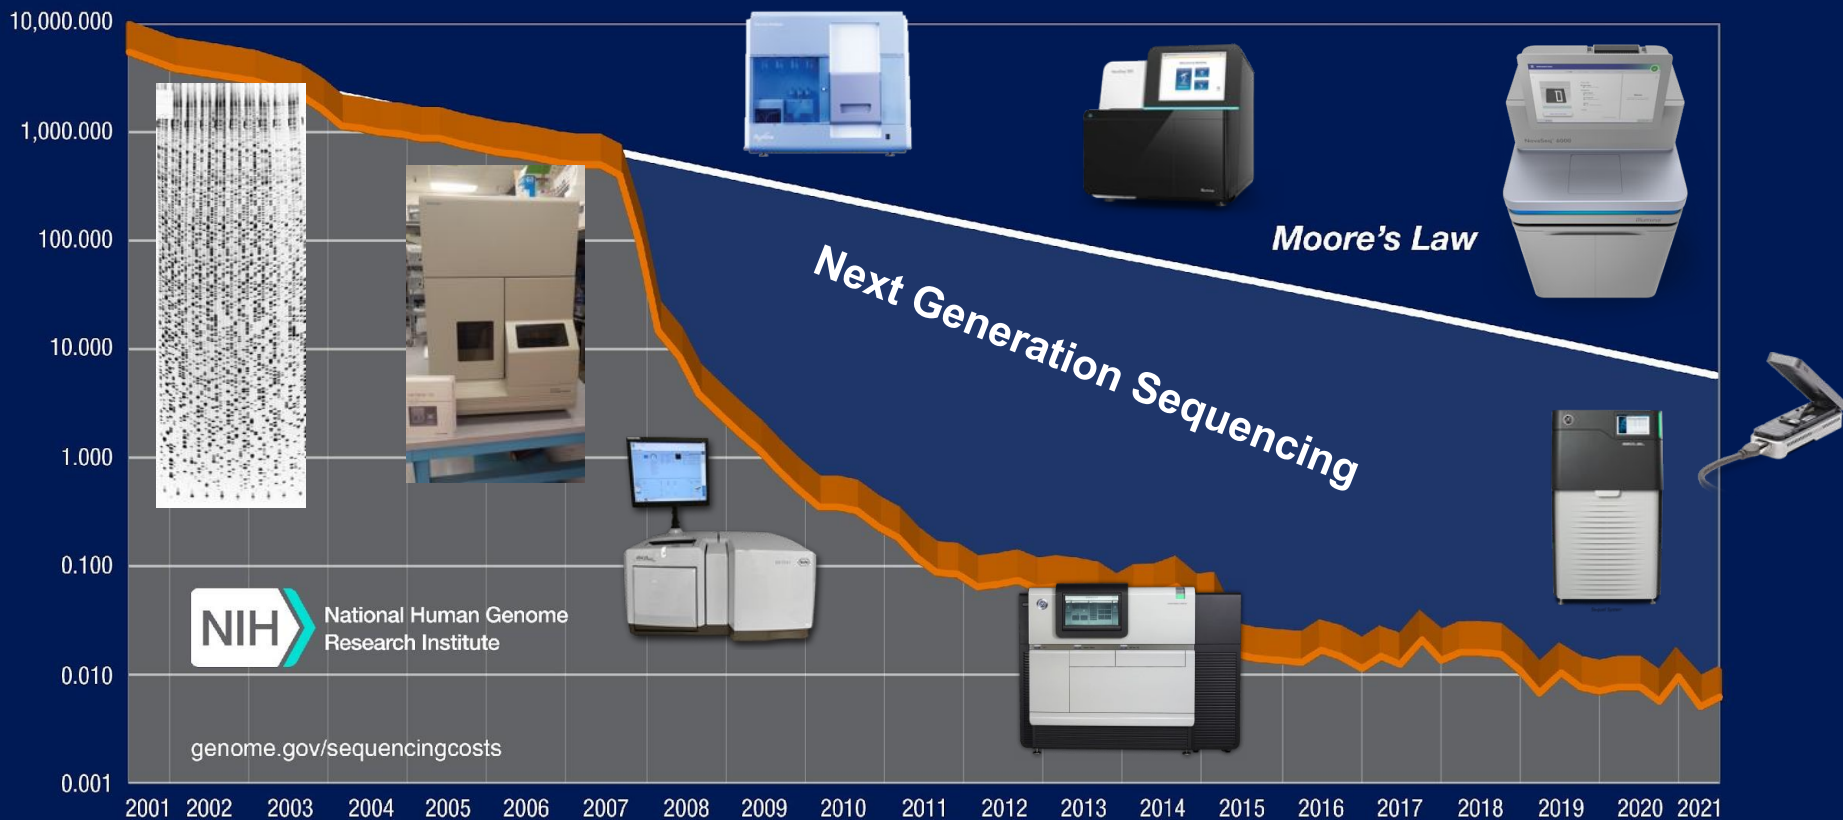 10,000.000
1,000.000
100.000
10.000
1.000
0.100
0.010
0.001
Moore's Law
Next Generation Sequencing
NIH
National Human Genome
Research Institute
genome.gov/sequencingcosts
2001 2002 2003 2004 2005 2006 2007 2008 2009 2010 2011 2012 2013 2014 2015 2016 2017 2018 2019 2020 2021